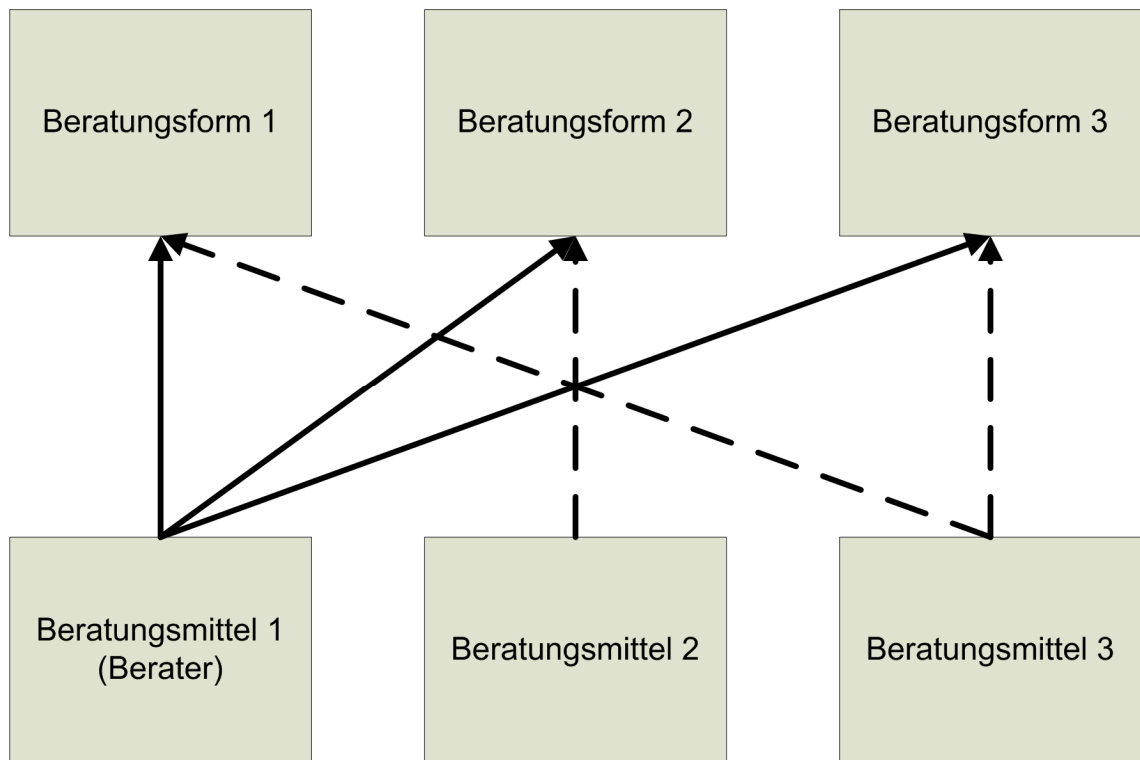 Beratungsform 1
Beratungsform 2
Beratungsform 3
Beratungsmittel 1
(Berater)
Beratungsmittel 2
Beratungsmittel 3